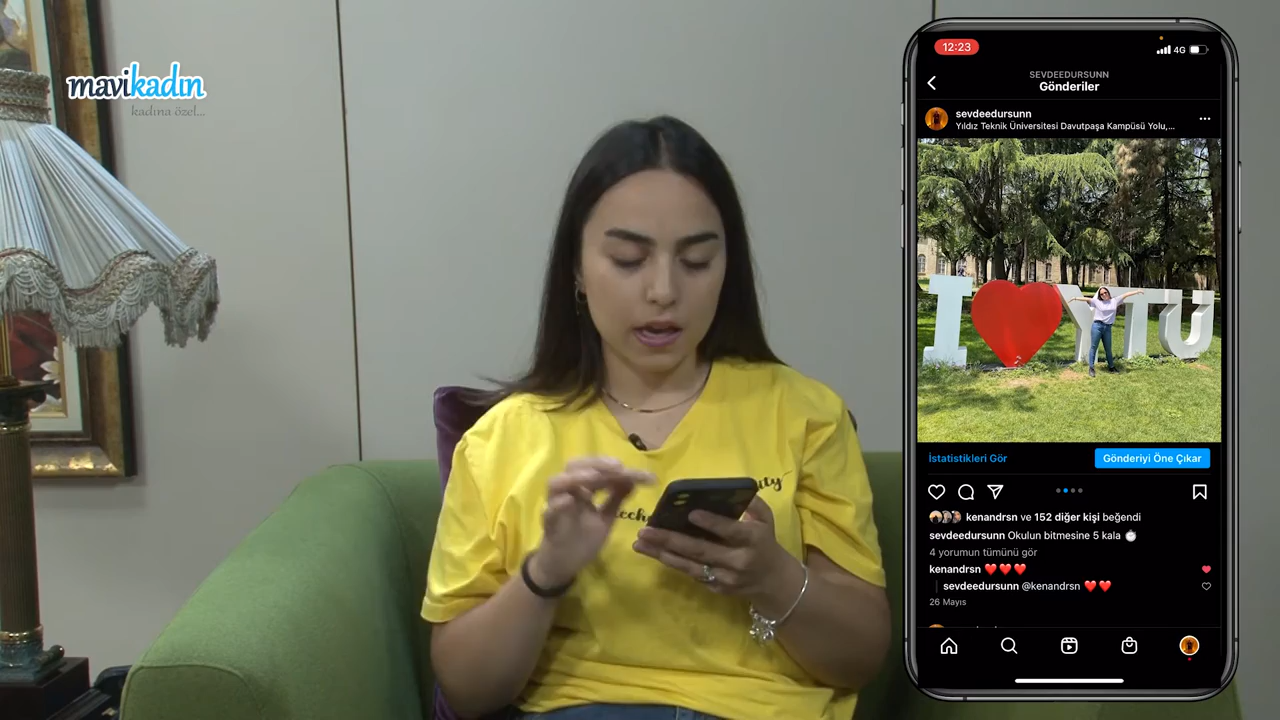 mavikadın
kadına özel...
12:23
4G
SEVDEEDURSUNN
Gönderiler
sevdeedursunn
Yıldız Teknik Üniversitesi Davutpaşa Kampüsü Yolu,...
I YTU
İstatistikleri Gör
Gönderiyi Öne Çıkar
kenandrsn ve 152 diğer kişi beğendi
sevdeedursunn Okulun bitmesine 5 kala ⏱️
4 yorumun tümünü gör
kenandrsn ❤️❤️❤️
sevdeedursunn @kenandrsn ❤️❤️
26 Mayıs